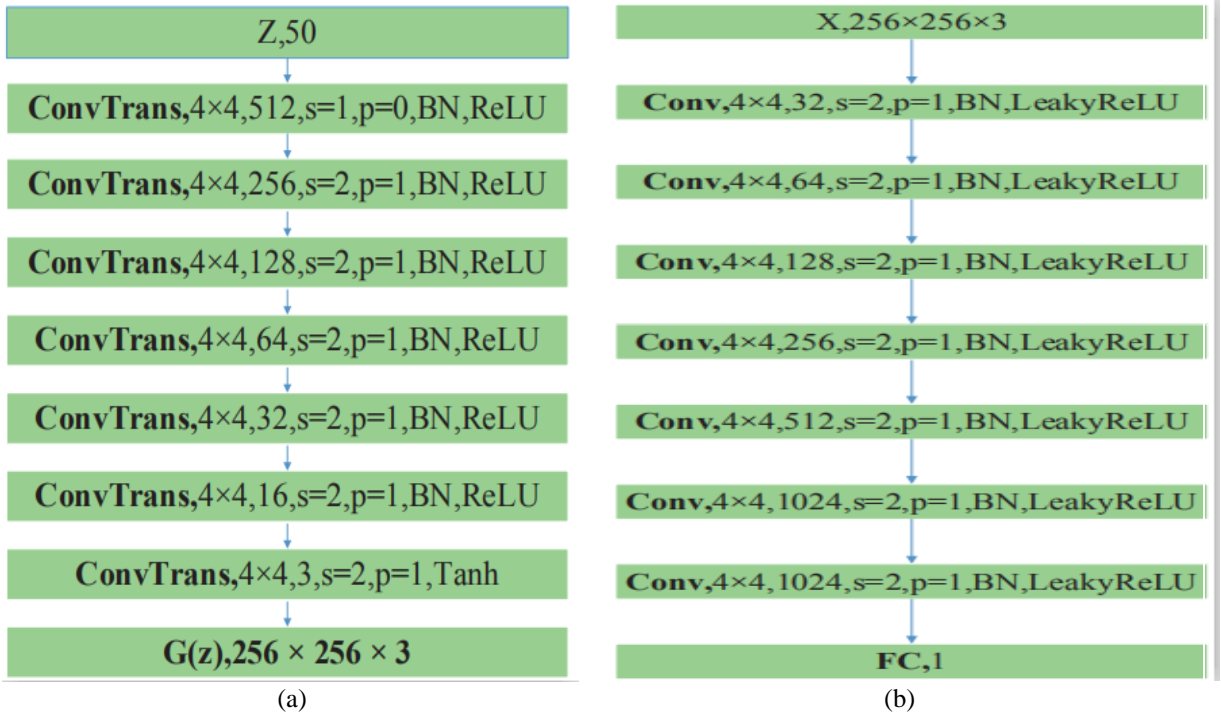 Z,50
ConvTrans,4×4,512,s=1,p=0,BN,ReLU
ConvTrans,4×4,256,s=2,p=1,BN,ReLU
ConvTrans,4×4,128,s=2,p=1,BN,ReLU
ConvTrans,4×4,64,s=2,p=1,BN,ReLU
ConvTrans,4×4,32,s=2,p=1,BN,ReLU
ConvTrans,4×4,16,s=2,p=1,BN,ReLU
ConvTrans,4×4,3,s=2,p=1,Tanh
G(z),256 × 256 × 3
(a)
X,256×256×3
Conv,4×4,32,s=2,p=1,BN,LeakyReLU
Conv,4×4,64,s=2,p=1,BN,LeakyReLU
Conv,4×4,128,s=2,p=1,BN,LeakyReLU
Conv,4×4,256,s=2,p=1,BN,LeakyReLU
Conv,4×4,512,s=2,p=1,BN,LeakyReLU
Conv,4×4,1024,s=2,p=1,BN,LeakyReLU
Conv,4×4,1024,s=2,p=1,BN,LeakyReLU
FC,1
(b)